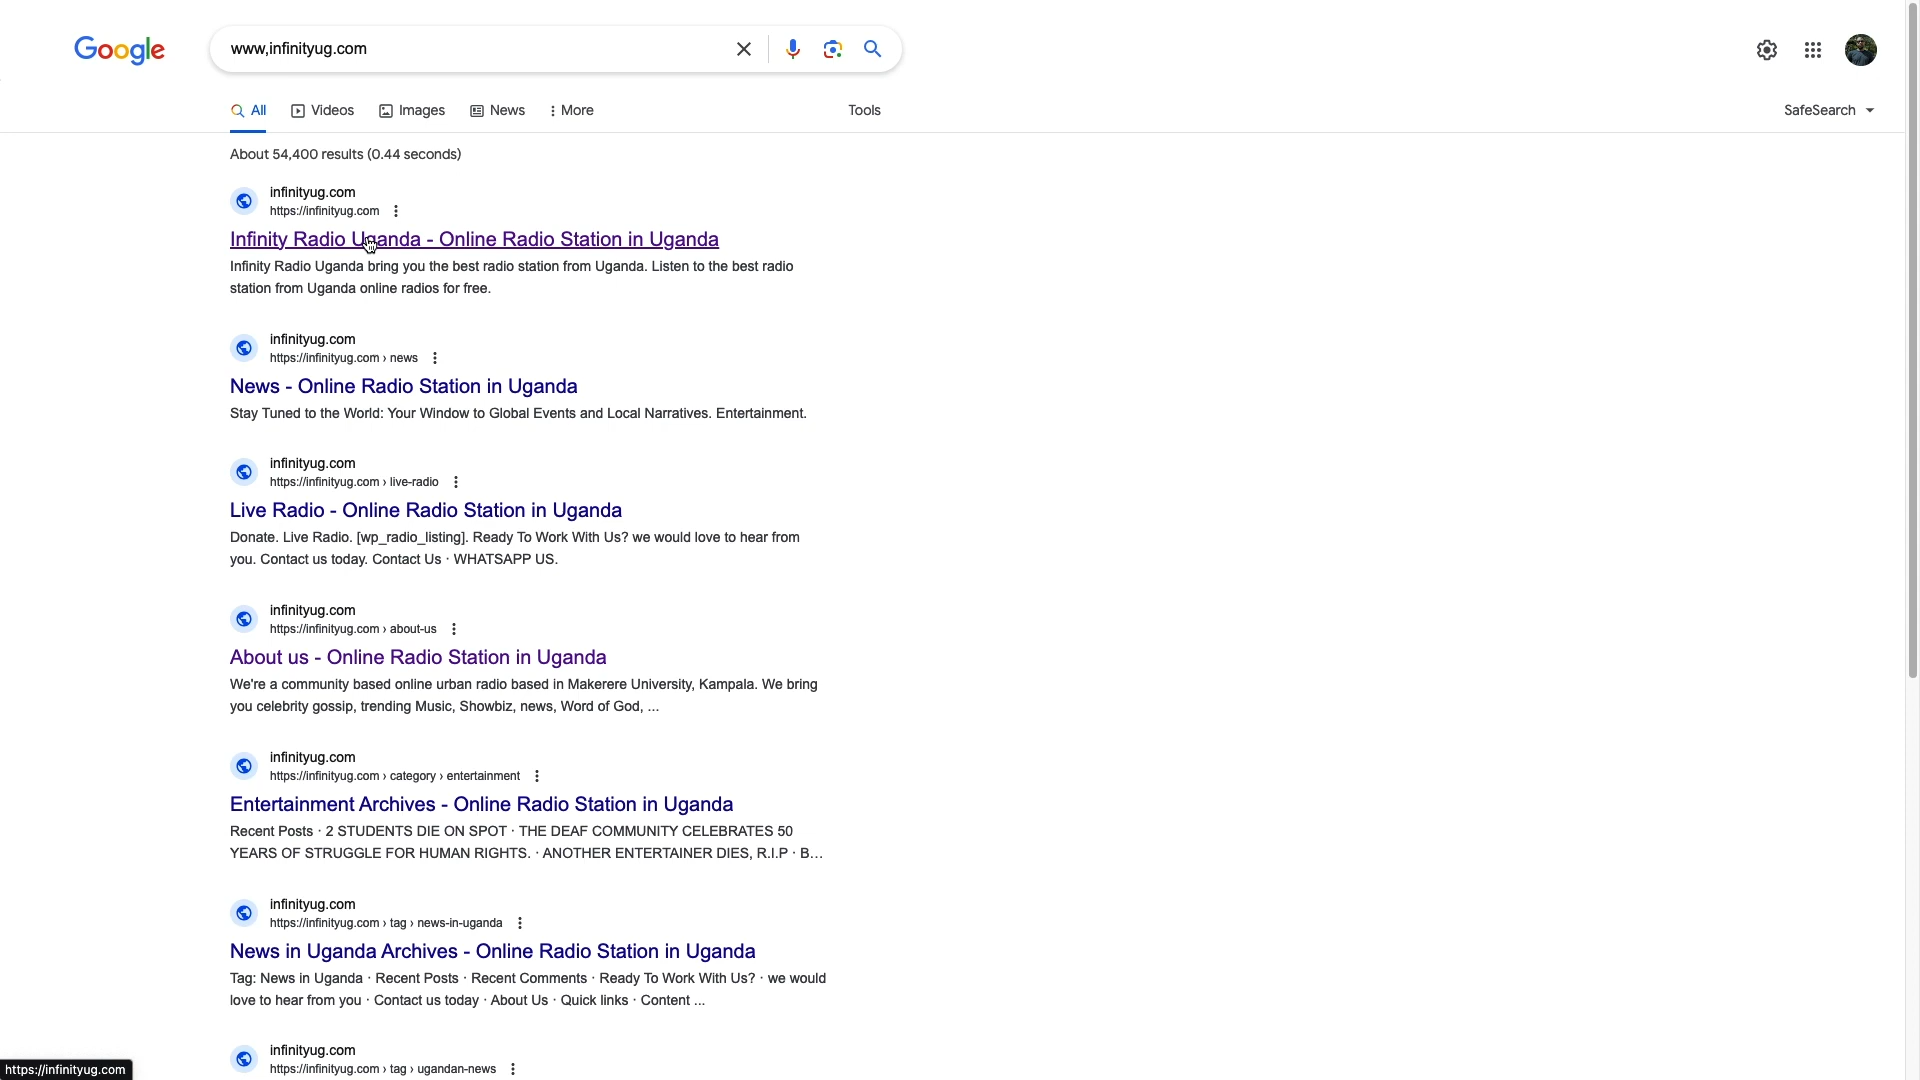 Google
www,infinityug.com
All
Videos
Images
News
More
Tools
SafeSearch
About 54,400 results (0.44 seconds)
infinityug.com
https://infinityug.com
Infinity Radio Uganda - Online Radio Station in Uganda
Infinity Radio Uganda bring you the best radio station from Uganda. Listen to the best radio
station from Uganda online radios for free.
infinityug.com
https://infinityug.com › news
News - Online Radio Station in Uganda
Stay Tuned to the World: Your Window to Global Events and Local Narratives. Entertainment.
infinityug.com
https://infinityug.com › live-radio
Live Radio - Online Radio Station in Uganda
Donate. Live Radio. [wp_radio_listing]. Ready To Work With Us? we would love to hear from
you. Contact us today. Contact Us · WHATSAPP US.
infinityug.com
https://infinityug.com › about-us
About us - Online Radio Station in Uganda
We're a community based online urban radio based in Makerere University, Kampala. We bring
you celebrity gossip, trending Music, Showbiz, news, Word of God, ...
infinityug.com
https://infinityug.com › category › entertainment
Entertainment Archives - Online Radio Station in Uganda
Recent Posts · 2 STUDENTS DIE ON SPOT · THE DEAF COMMUNITY CELEBRATES 50
YEARS OF STRUGGLE FOR HUMAN RIGHTS. · ANOTHER ENTERTAINER DIES, R.I.P · B...
infinityug.com
https://infinityug.com › tag › news-in-uganda
News in Uganda Archives - Online Radio Station in Uganda
Tag: News in Uganda · Recent Posts · Recent Comments · Ready To Work With Us? · we would
love to hear from you · Contact us today · About Us · Quick links · Content ...
infinityug.com
https://infinityug.com › tag › ugandan-news
https://infinityug.com